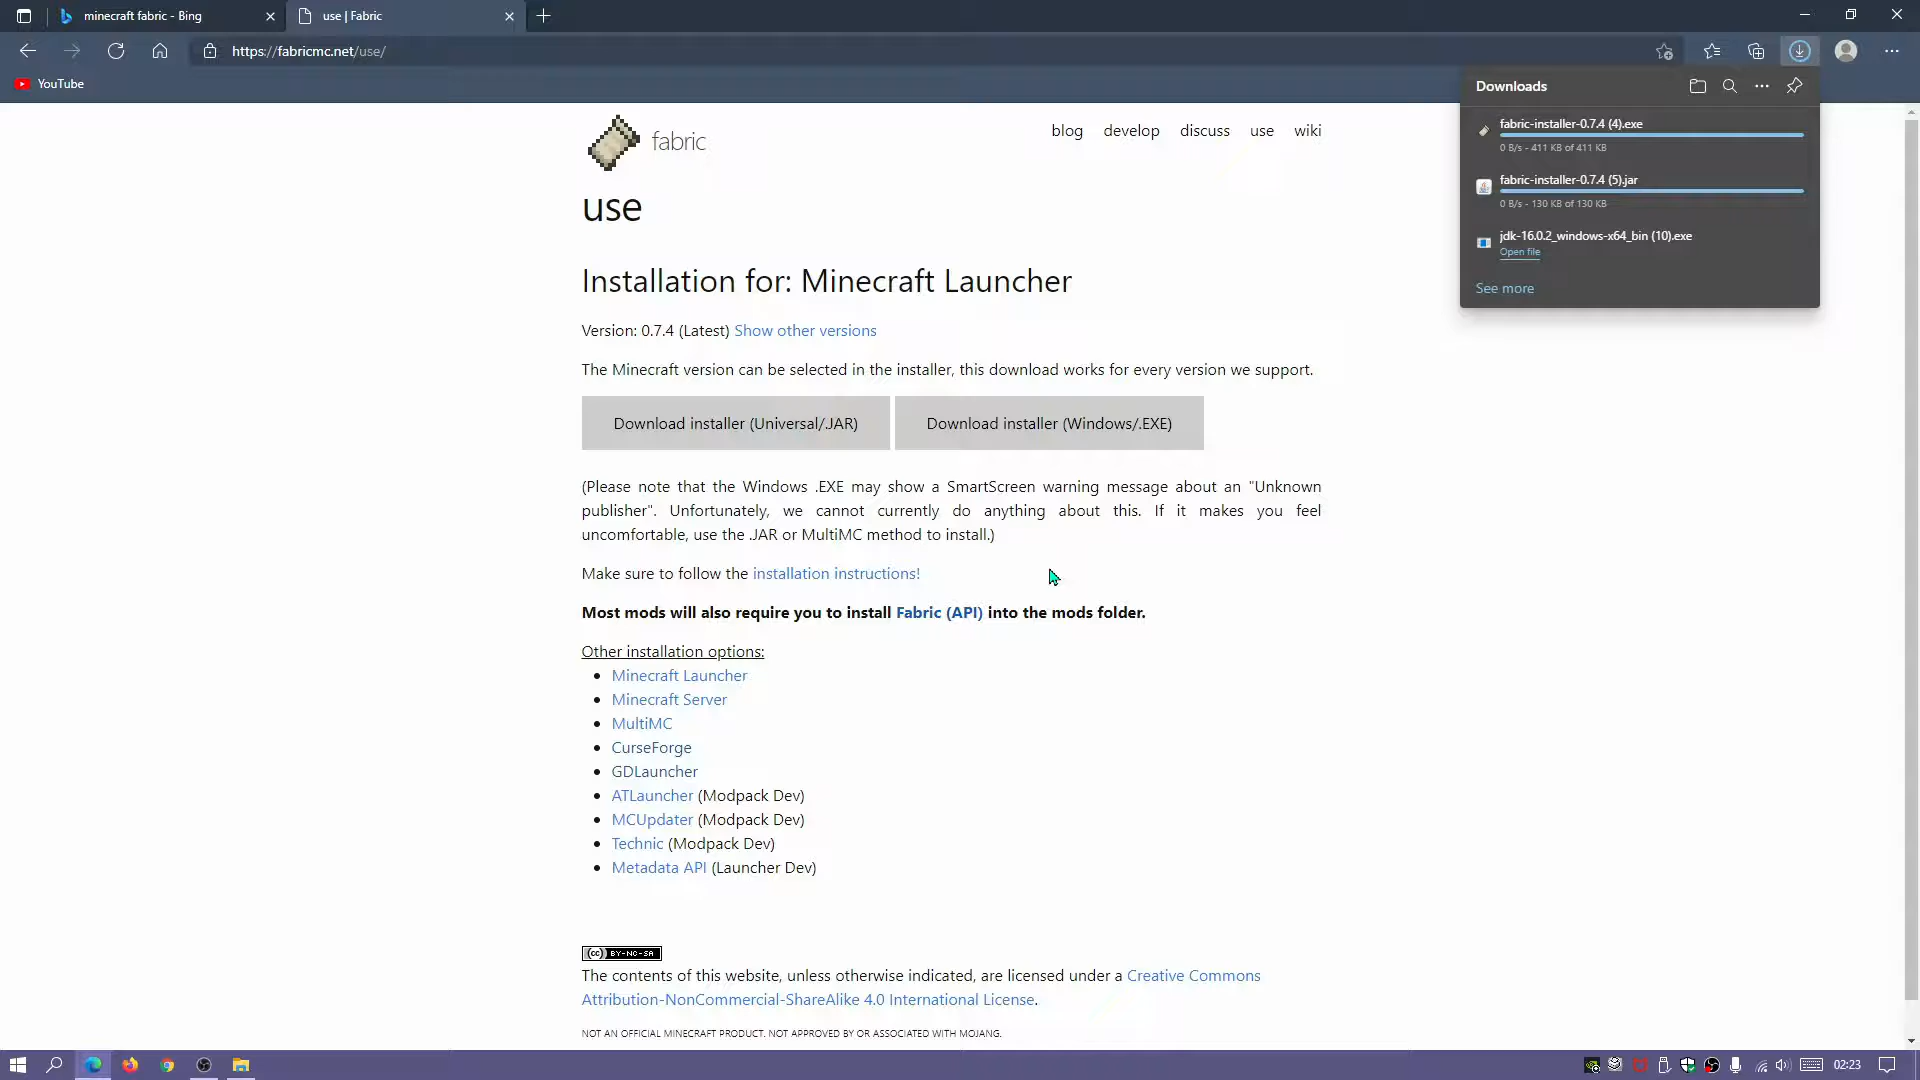 minecraft fabric - Bing
use | Fabric
https://fabricmc.net/use/
YouTube
Downloads
fabric-installer-0.7.4 (4).exe
0 B/s - 411 KB of 411 KB
fabric-installer-0.7.4 (5).jar
0 B/s - 130 KB of 130 KB
jdk-16.0.2_windows-x64_bin (10).exe
Open file
See more
fabric
blog develop discuss use wiki
use
Installation for: Minecraft Launcher
Version: 0.7.4 (Latest) Show other versions
The Minecraft version can be selected in the installer, this download works for every version we support.
Download installer (Universal/.JAR)
Download installer (Windows/.EXE)
(Please note that the Windows .EXE may show a SmartScreen warning message about an "Unknown
publisher". Unfortunately, we cannot currently do anything about this. If it makes you feel
uncomfortable, use the .JAR or MultiMC method to install.)
Make sure to follow the installation instructions!
Most mods will also require you to install Fabric (API) into the mods folder.
Other installation options:
Minecraft Launcher
Minecraft Server
MultiMC
CurseForge
GDLauncher
ATLauncher (Modpack Dev)
MCUpdater (Modpack Dev)
Technic (Modpack Dev)
Metadata API (Launcher Dev)
(cc) BY-NC-SA
The contents of this website, unless otherwise indicated, are licensed under a Creative Commons
Attribution-NonCommercial-ShareAlike 4.0 International License.
NOT AN OFFICIAL MINECRAFT PRODUCT. NOT APPROVED BY OR ASSOCIATED WITH MOJANG.
02:23